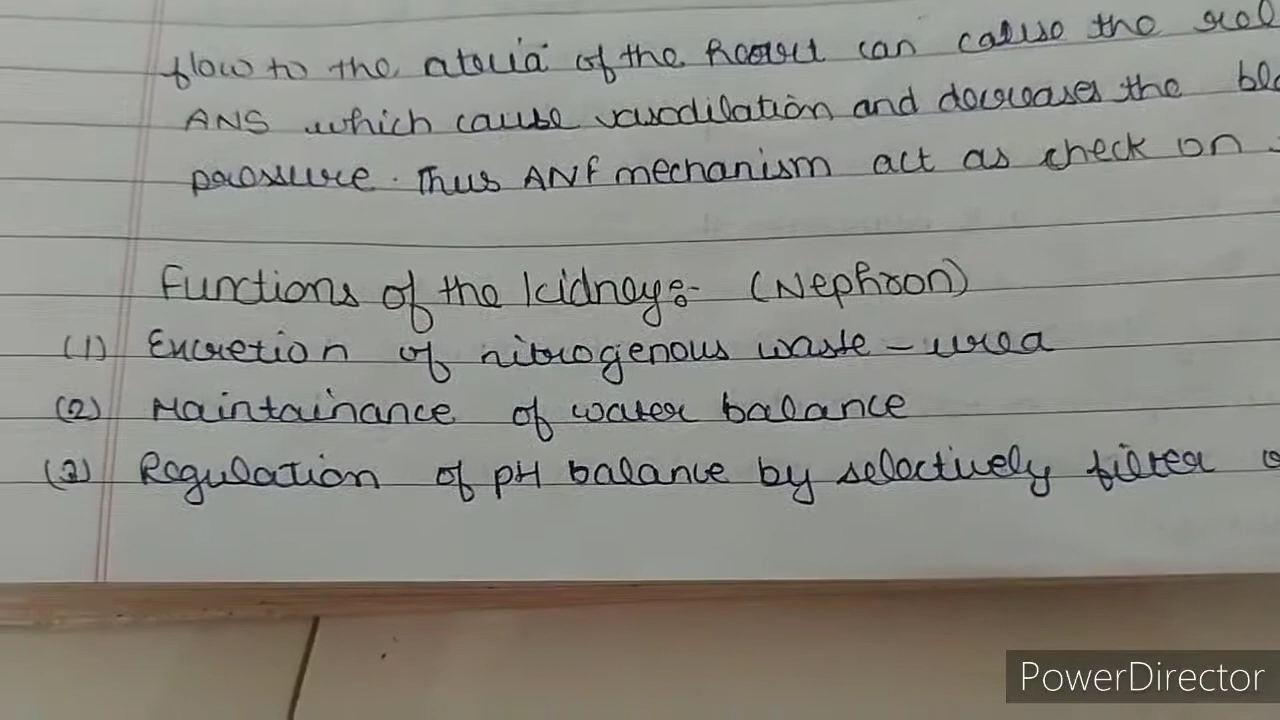 flow to the atria of the heart can cause the
ANS which cause vasodilation and decreases the
pressure. Thus ANF mechanism act as check on
Functions of the kidney:- (Nephron)
(1) Excretion of nitrogenous waste - urea
(2) Maintainance of water balance
(3) Regulation of pH balance by selectively filter
PowerDirector